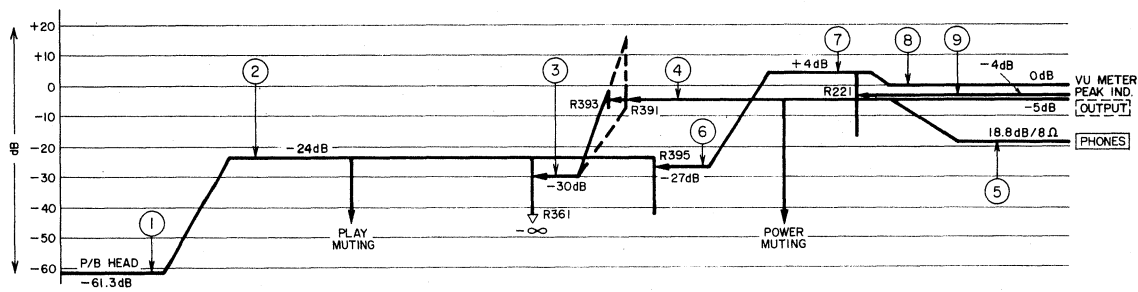 +20
+10
0
-10
-20
-30
-40
-50
-60
dB
1
2
3
4
5
6
7
8
9
P/B HEAD
-61.3dB
-24dB
PLAY
MUTING
-30dB
R361
-∞
R393
R391
R395
-27dB
POWER
MUTING
+4dB
R221
-4dB
0dB
VU METER
PEAK IND.
-5dB
OUTPUT
18.8dB/8Ω
PHONES